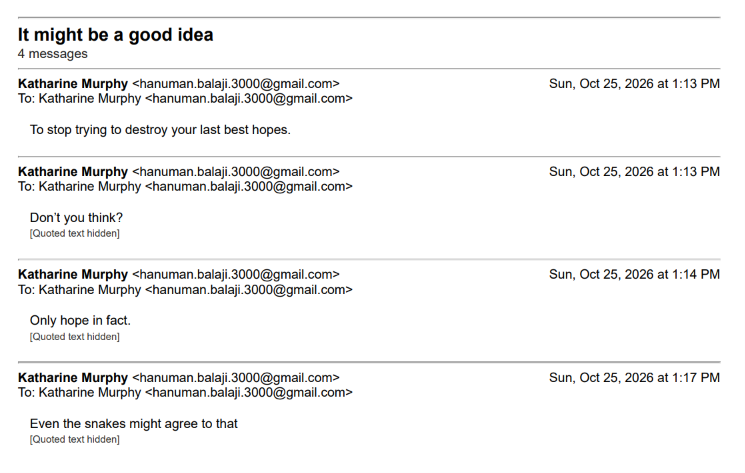 It might be a good idea
4 messages
Katharine Murphy <hanuman.balaji.3000@gmail.com> Sun, Oct 25, 2026 at 1:13 PM
To: Katharine Murphy <hanuman.balaji.3000@gmail.com>
To stop trying to destroy your last best hopes.
Katharine Murphy <hanuman.balaji.3000@gmail.com> Sun, Oct 25, 2026 at 1:13 PM
To: Katharine Murphy <hanuman.balaji.3000@gmail.com>
Don’t you think?
[Quoted text hidden]
Katharine Murphy <hanuman.balaji.3000@gmail.com> Sun, Oct 25, 2026 at 1:14 PM
To: Katharine Murphy <hanuman.balaji.3000@gmail.com>
Only hope in fact.
[Quoted text hidden]
Katharine Murphy <hanuman.balaji.3000@gmail.com> Sun, Oct 25, 2026 at 1:17 PM
To: Katharine Murphy <hanuman.balaji.3000@gmail.com>
Even the snakes might agree to that
[Quoted text hidden]